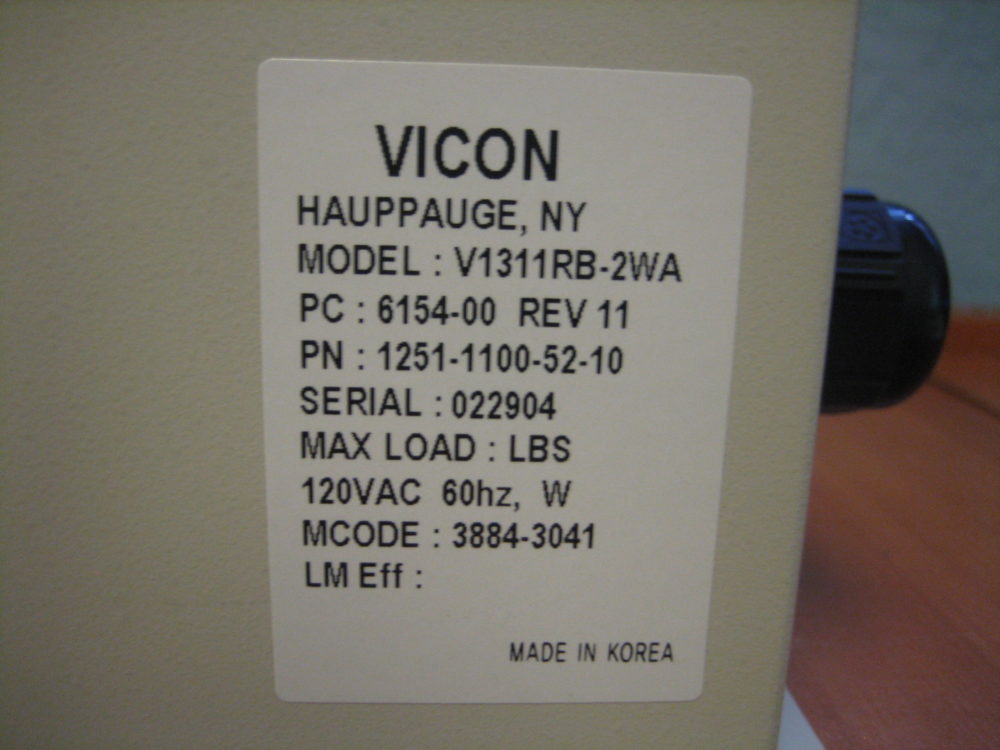 VICON
HAUPPAUGE, NY
MODEL : V1311RB-2WA
PC : 6154-00 REV 11
PN : 1251-1100-52-10
SERIAL : 022904
MAX LOAD : LBS
120VAC 60hz, W
MCODE : 3884-3041
LM Eff :
MADE IN KOREA